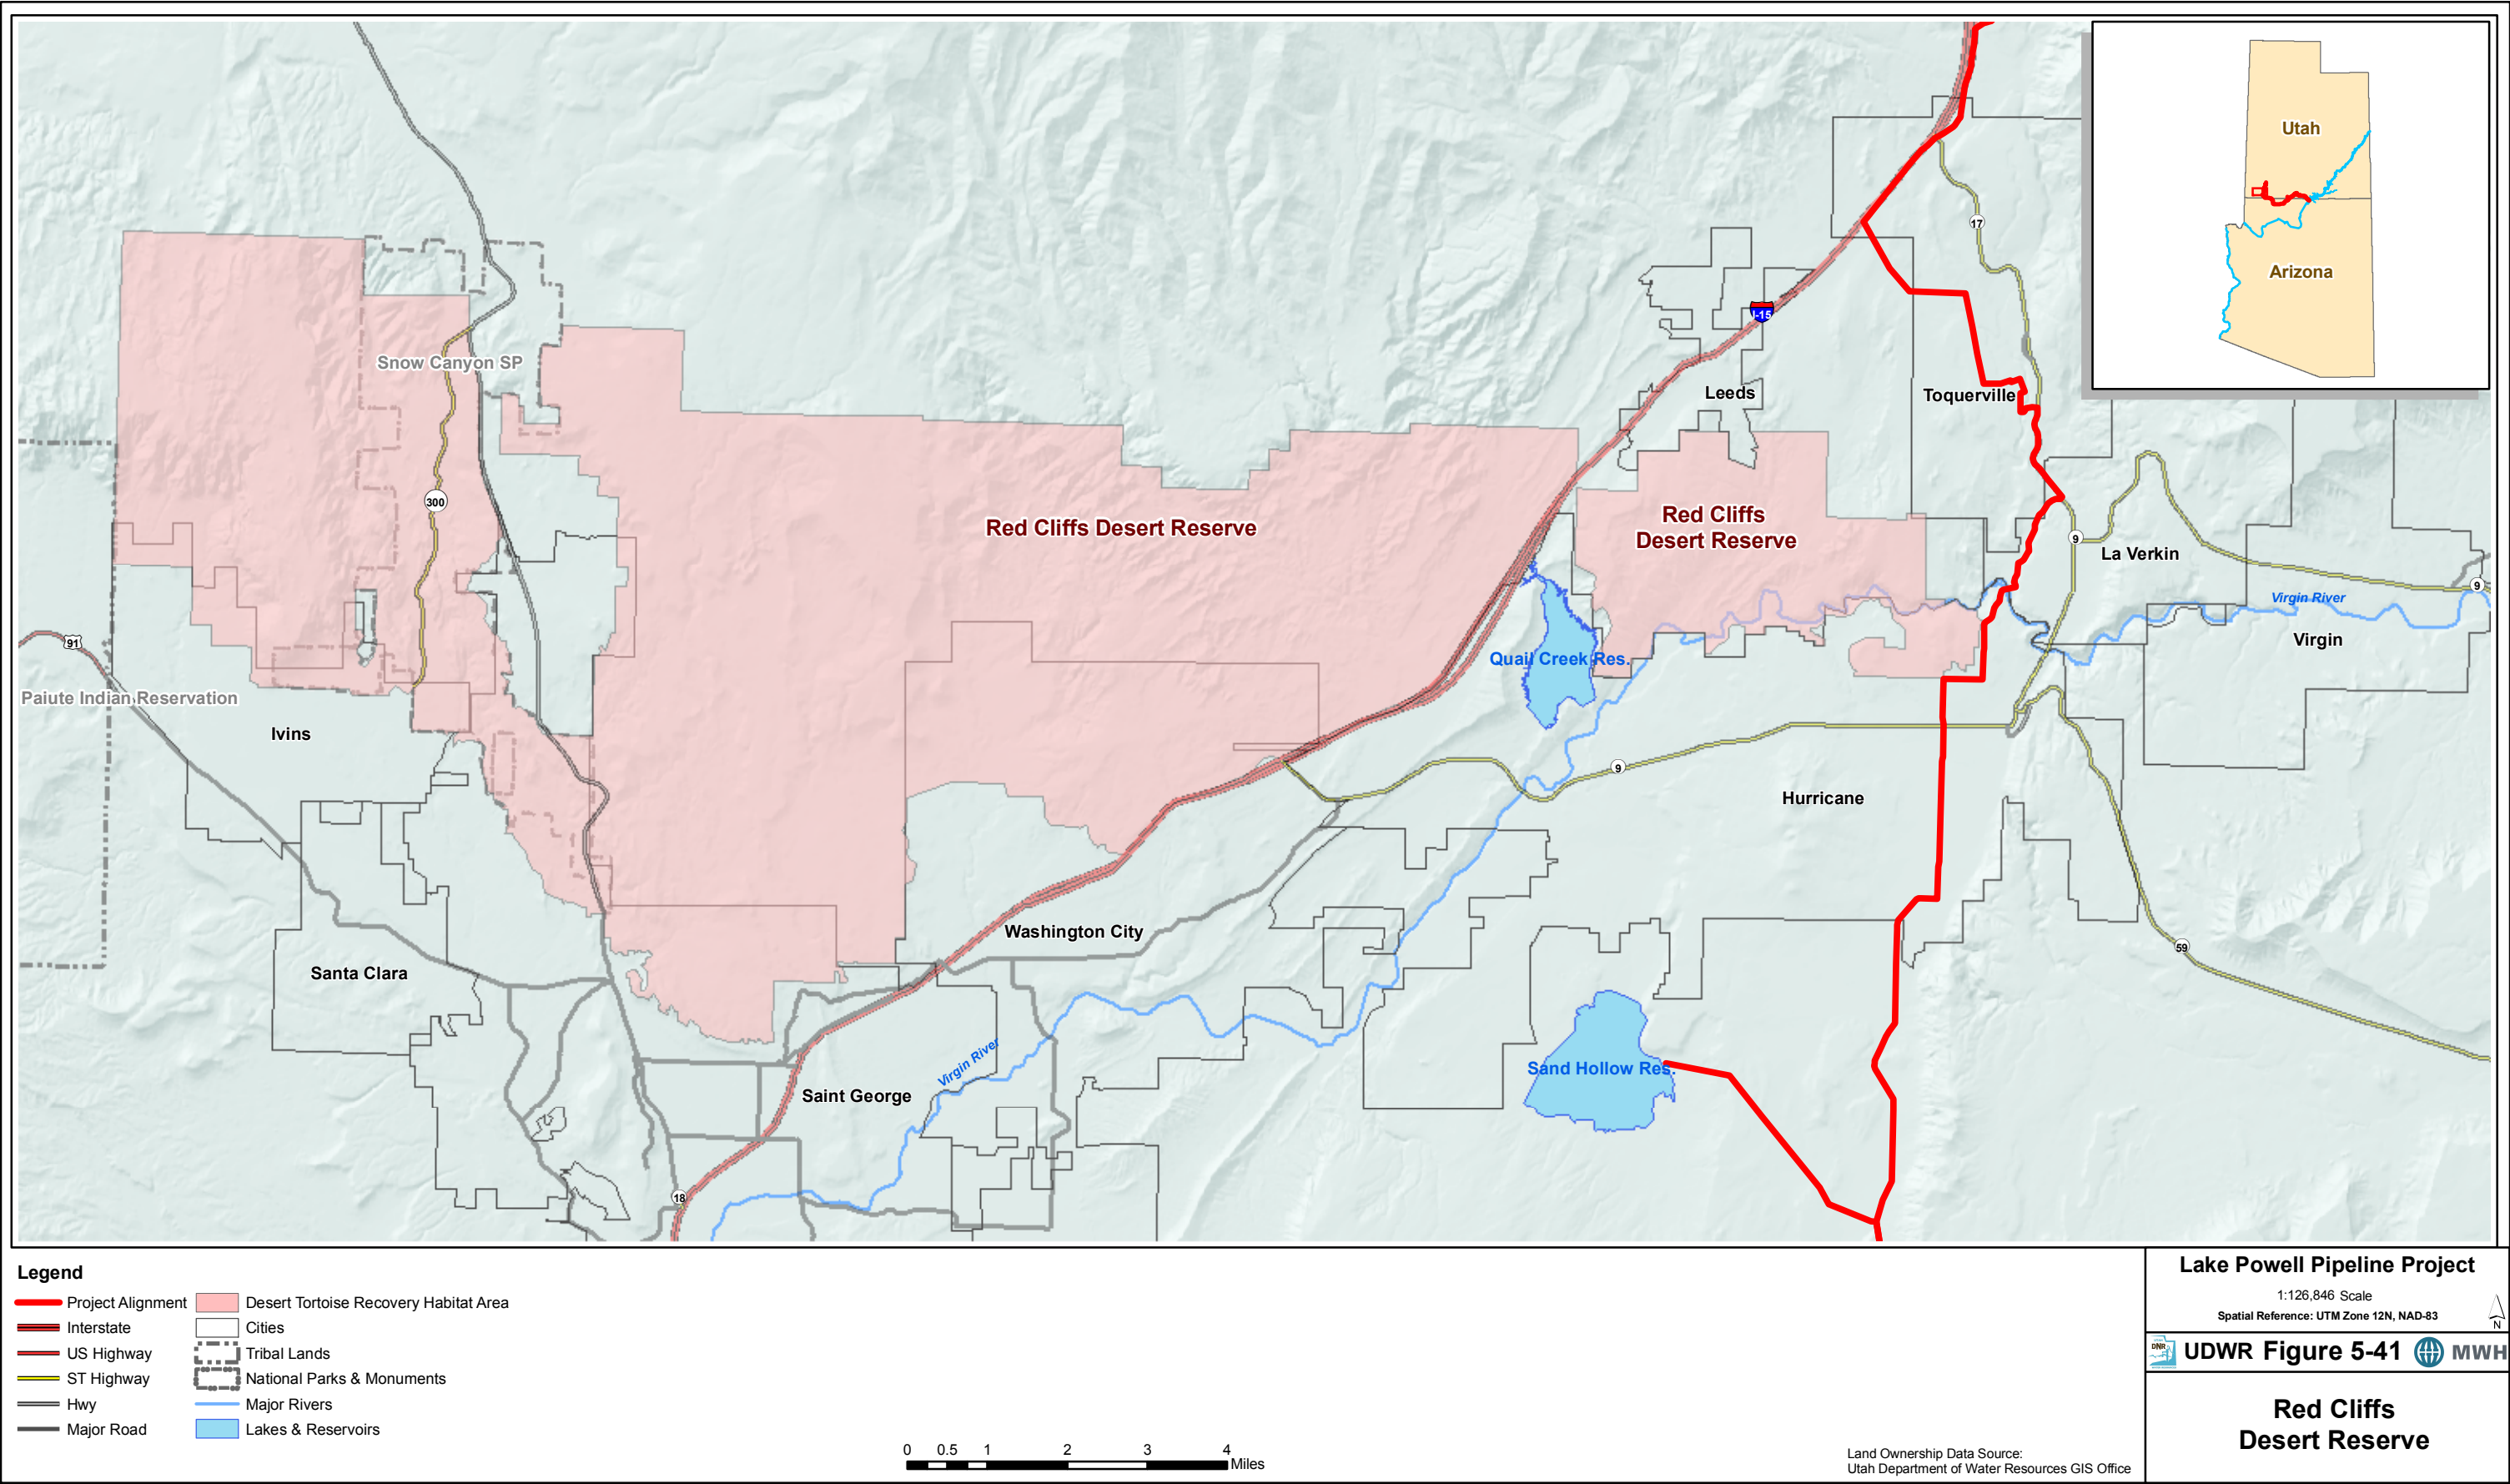 Utah
Arizona
17
Snow Canyon SP
I-15
Leeds
Toquerville
300
Red Cliffs Desert Reserve
Red Cliffs
Desert Reserve
9
La Verkin
9
Virgin River
91
Virgin
Quail Creek Res.
Paiute Indian Reservation
Ivins
9
Hurricane
Washington City
59
Santa Clara
Virgin River
Sand Hollow Res.
Saint George
18
Legend
Project Alignment
Interstate
US Highway
ST Highway
Hwy
Major Road
Desert Tortoise Recovery Habitat Area
Cities
Tribal Lands
National Parks & Monuments
Major Rivers
Lakes & Reservoirs
0 0.5 1 2 3 4
Miles
Land Ownership Data Source:
Utah Department of Water Resources GIS Office
Lake Powell Pipeline Project
1:126,846 Scale
Spatial Reference: UTM Zone 12N, NAD-83
N
DNR UDWR Figure 5-41 MWH
Red Cliffs
Desert Reserve